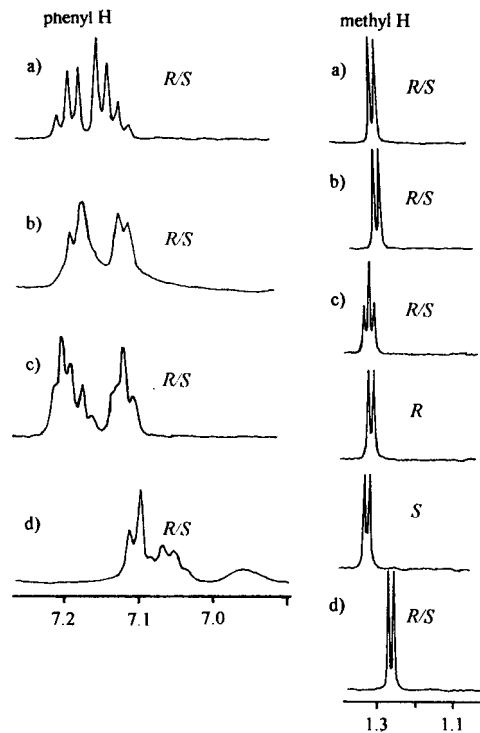 phenyl H
a)
R/S
b)
R/S
c)
R/S
d)
R/S
7.2 7.1 7.0
methyl H
a)
R/S
b)
R/S
c)
R/S
R
S
d)
R/S
1.3 1.1